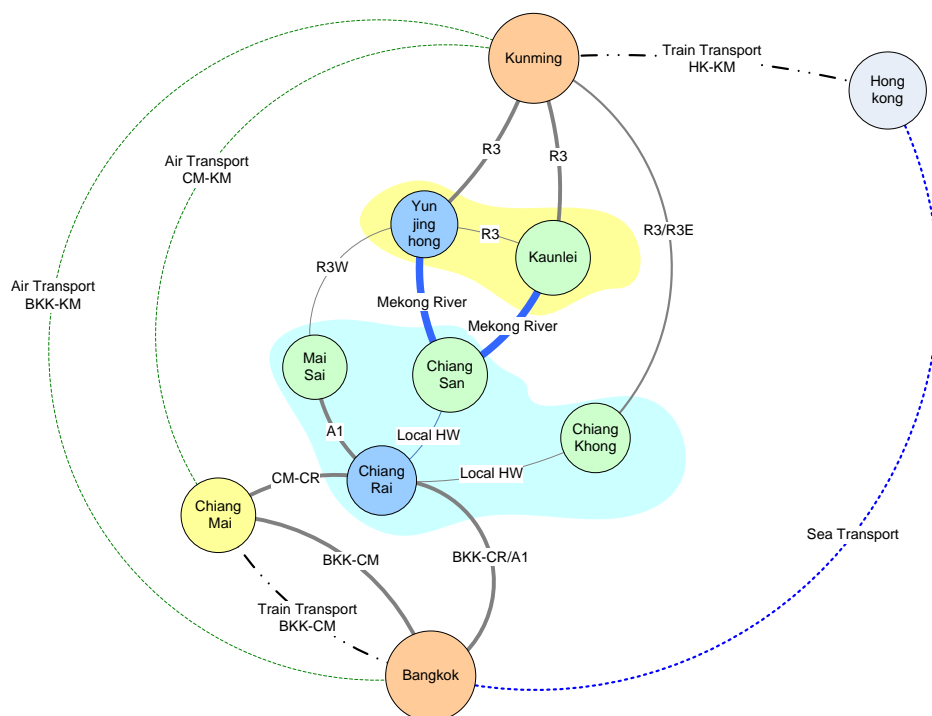 Kunming
Train Transport
HK-KM
Hong
kong
R3
R3
Air Transport
CM-KM
Yun
jing
hong
R3
R3/R3E
Kaunlei
R3W
Air Transport
BKK-KM
Mekong River
Mekong River
Mai
Sai
Chiang
San
A1
Local HW
Chiang
Khong
Chiang
Rai
Local HW
CM-CR
Chiang
Mai
Sea Transport
BKK-CM
BKK-CR/A1
Train Transport
BKK-CM
Bangkok